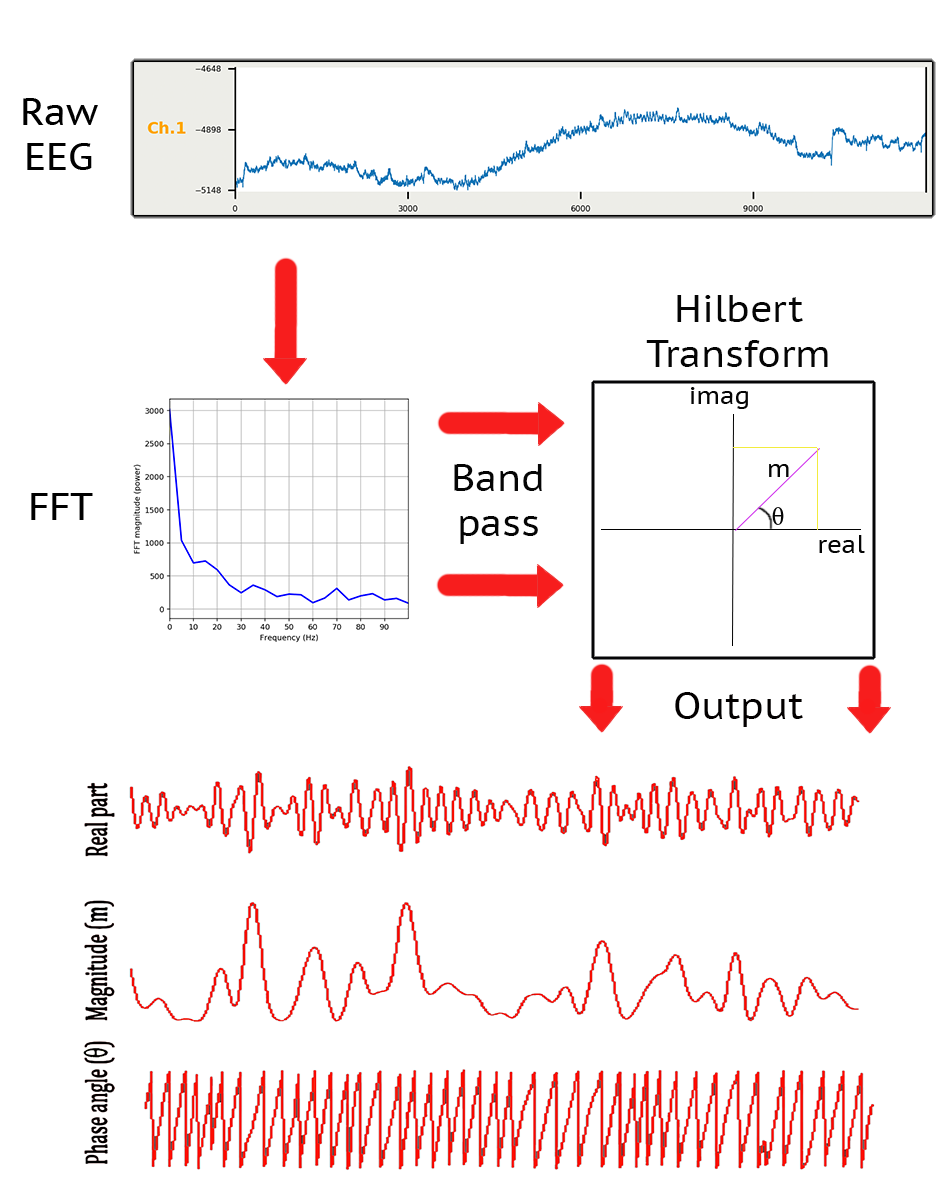 Raw
EEG
Ch.1
−4648
−4898
−5148
0 3000 6000 9000
Hilbert
Transform
FFT
FFT magnitude (power)
3000
2500
2000
1500
1000
500
0
0 10 20 30 40 50 60 70 80 90
Frequency (Hz)
Band
pass
imag
m
θ
real
Output
Real part
Magnitude (m)
Phase angle (θ)